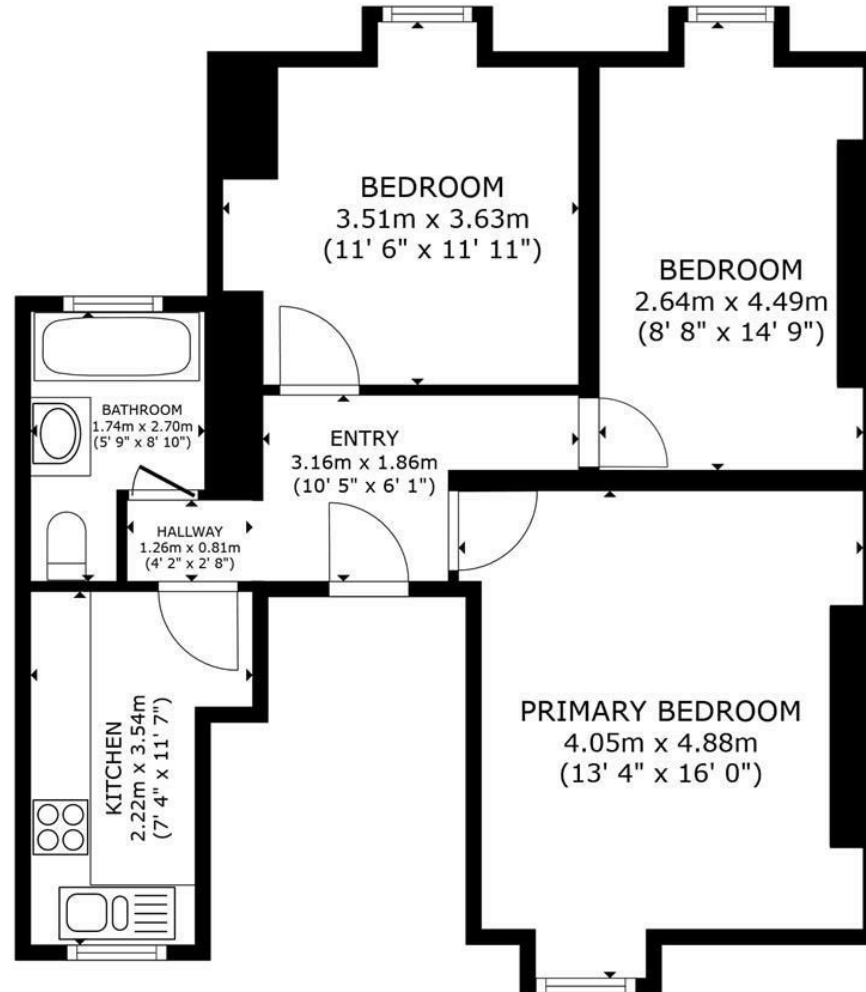 BEDROOM
3.51m x 3.63m
(11' 6" x 11' 11")
BEDROOM
2.64m x 4.49m
(8' 8" x 14' 9")
BATHROOM
1.74m x 2.70m
(5' 9" x 8' 10")
ENTRY
3.16m x 1.86m
(10' 5" x 6' 1")
HALLWAY
1.26m x 0.81m
(4' 2" x 2' 8")
KITCHEN
2.22m x 3.54m
(7' 4" x 11' 7")
PRIMARY BEDROOM
4.05m x 4.88m
(13' 4" x 16' 0")